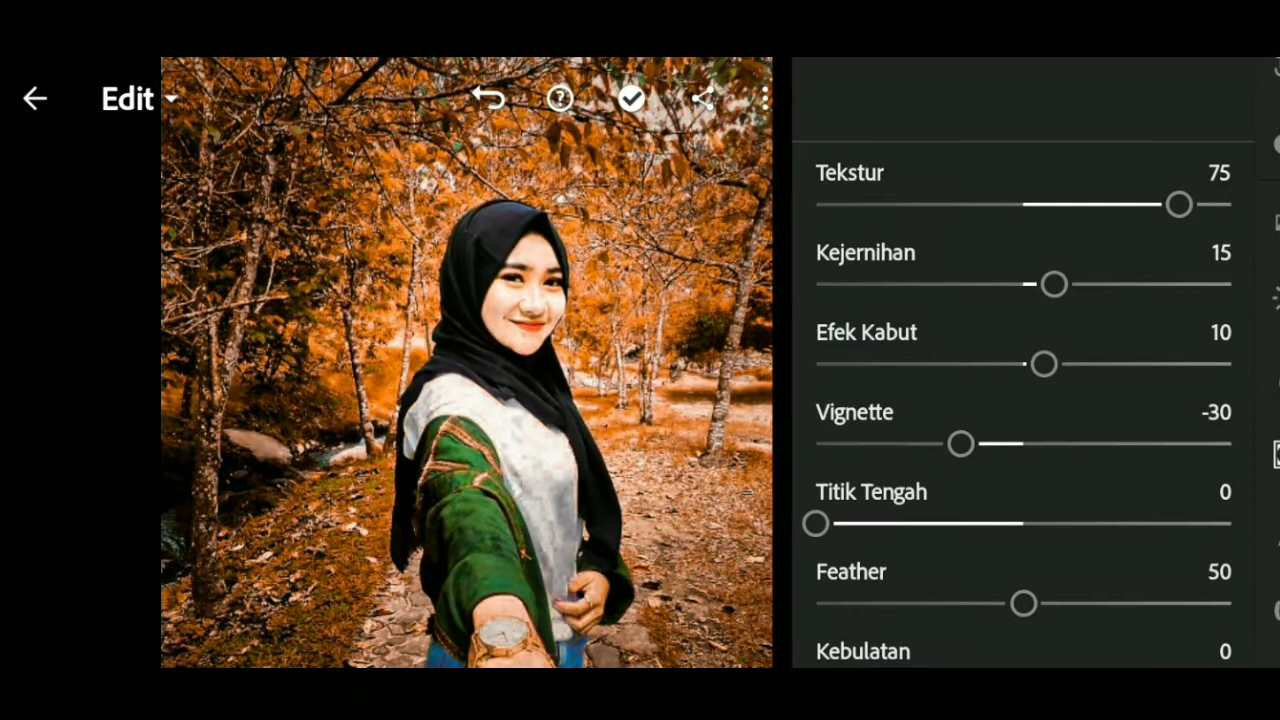 Edit
Tekstur 75
Kejernihan 15
Efek Kabut 10
Vignette -30
Titik Tengah 0
Feather 50
Kebulatan 0